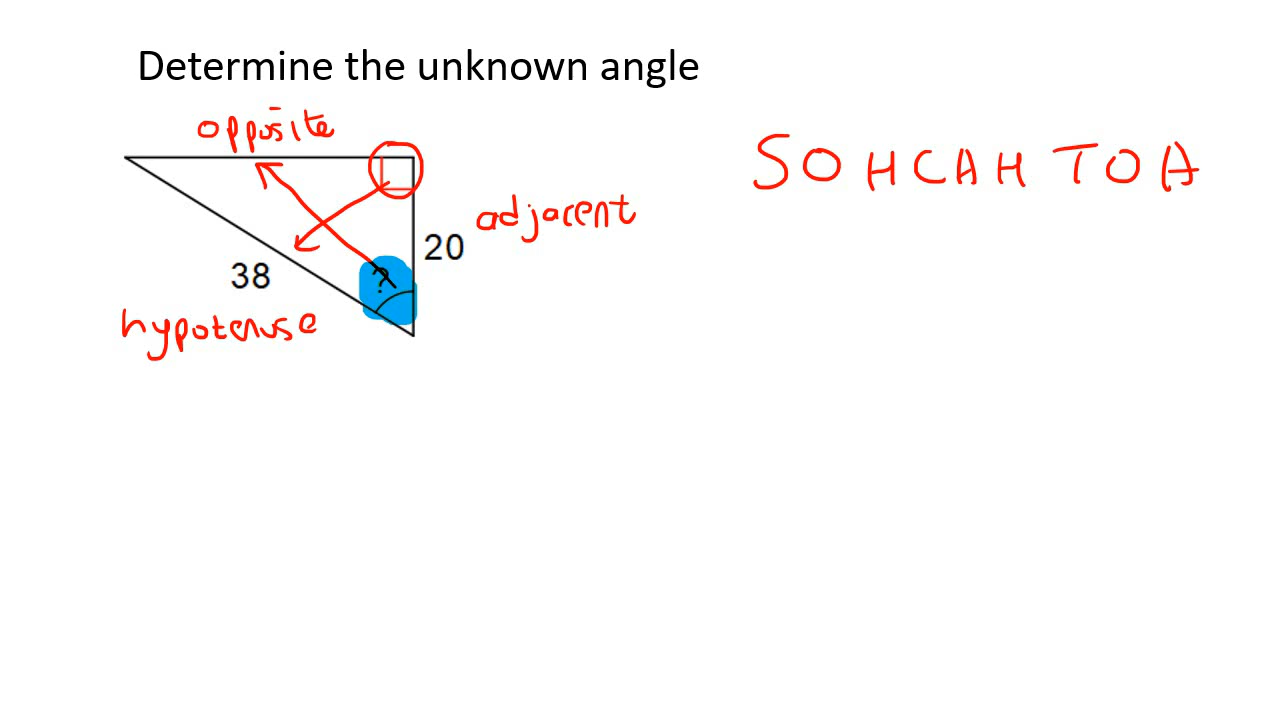 Determine the unknown angle
opposite
SOHCAHTOA
adjacent
20
38
?
hypotenuse